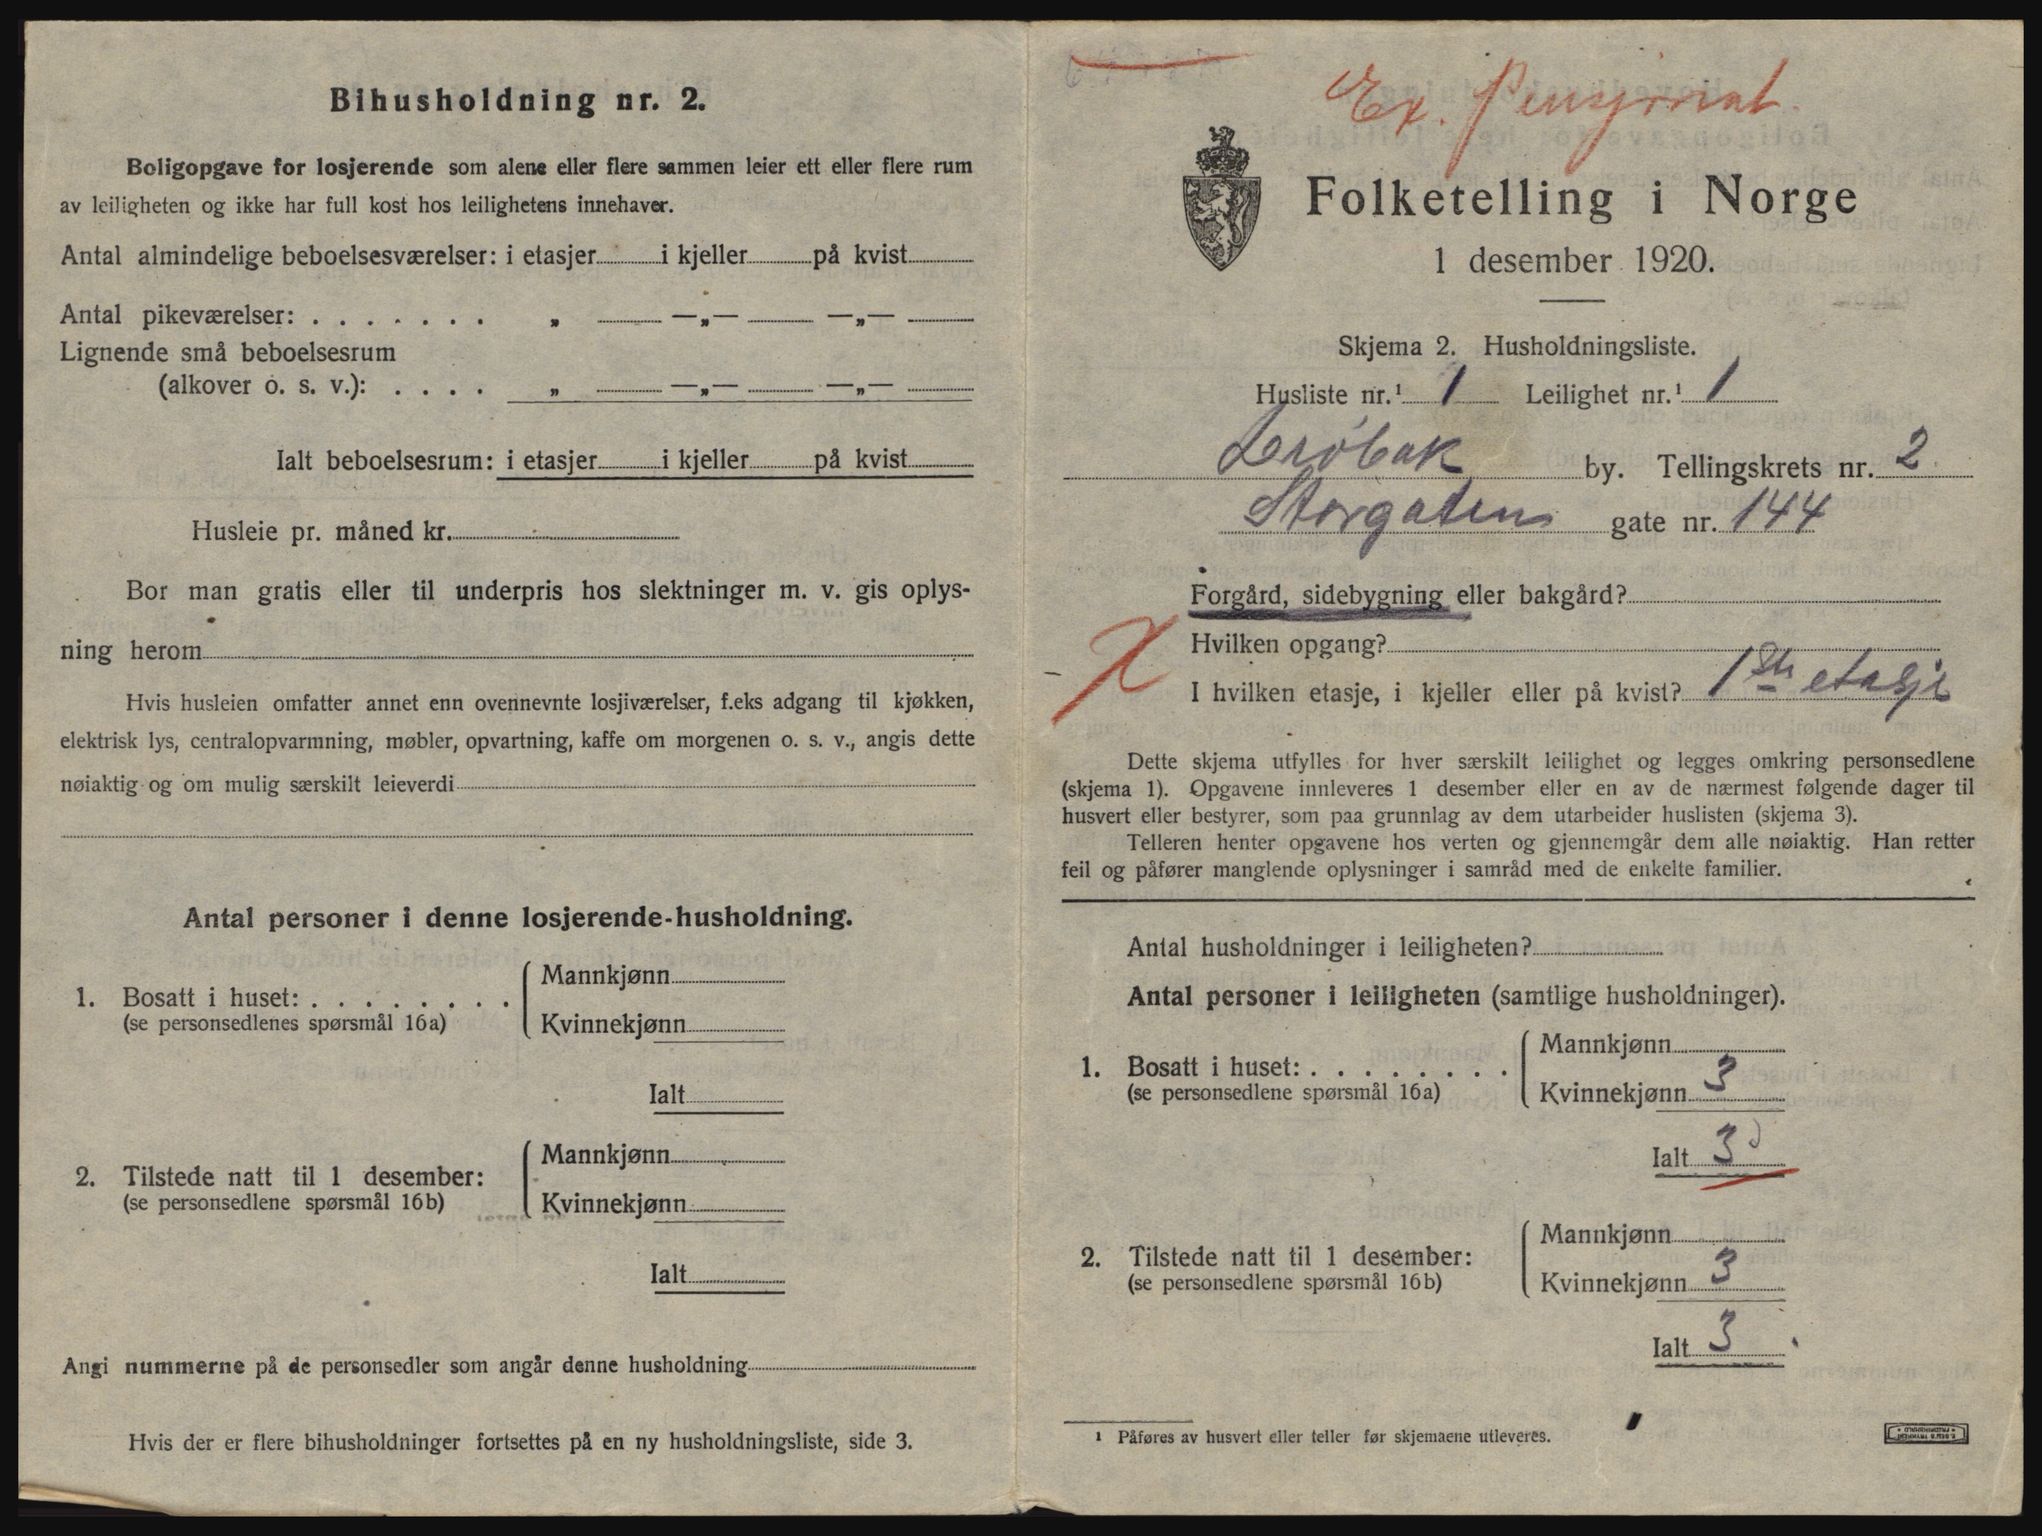 Bihusholdning nr. 2.
Boligopgave for losjerende som alene eller flere sammen leier ett eller flere rum
av leiligheten og ikke har full kost hos leilighetens innehaver.
Antal almindelige beboelsesværelser: i etasjer i kjeller på kvist
Antal pikeværelser: . . . . . . . „ —„— —„—
Lignende små beboelsesrum
(alkover o. s. v.): . . . . „ —„— —„—
Ialt beboelsesrum: i etasjer i kjeller på kvist
Husleie pr. måned kr.
Bor man gratis eller til underpris hos slektninger m. v. gis oplys-
ning herom
Hvis husleien omfatter annet enn ovennevnte losjiværelser, f.eks adgang til kjøkken,
elektrisk lys, centralopvarmning, møbler, opvartning, kaffe om morgenen o. s. v., angis dette
nøiaktig og om mulig særskilt leieverdi
Antal personer i denne losjerende-husholdning.
1. Bosatt i huset: . . . . . . . .
(se personsedlenes spørsmål 16a)
Mannkjønn
Kvinnekjønn
Ialt
2. Tilstede natt til 1 desember:
(se personsedlene spørsmål 16b)
Mannkjønn
Kvinnekjønn
Ialt
Angi nummerne på de personsedler som angår denne husholdning
Hvis der er flere bihusholdninger fortsettes på en ny husholdningsliste, side 3.
Ex. Pensjonat.
Folketelling i Norge
1 desember 1920.
Skjema 2. Husholdningsliste.
Husliste nr.¹ 1 Leilighet nr.¹ 1
Drøbak by. Tellingskrets nr. 2
Storgatens gate nr. 144
Forgård, sidebygning eller bakgård?
Hvilken opgang?
X
I hvilken etasje, i kjeller eller på kvist? 1ste etasje
Dette skjema utfylles for hver særskilt leilighet og legges omkring personsedlene
(skjema 1). Opgavene innleveres 1 desember eller en av de nærmest følgende dager til
husvert eller bestyrer, som paa grunnlag av dem utarbeider huslisten (skjema 3).
Telleren henter opgavene hos verten og gjennemgår dem alle nøiaktig. Han retter
feil og påfører manglende oplysninger i samråd med de enkelte familier.
Antal husholdninger i leiligheten?
Antal personer i leiligheten (samtlige husholdninger).
1. Bosatt i huset: . . . . . . . .
(se personsedlene spørsmål 16a)
Mannkjønn
Kvinnekjønn 3
Ialt 3
2. Tilstede natt til 1 desember:
(se personsedlene spørsmål 16b)
Mannkjønn
Kvinnekjønn 3
Ialt 3
¹ Påføres av husvert eller teller før skjemaene utleveres.